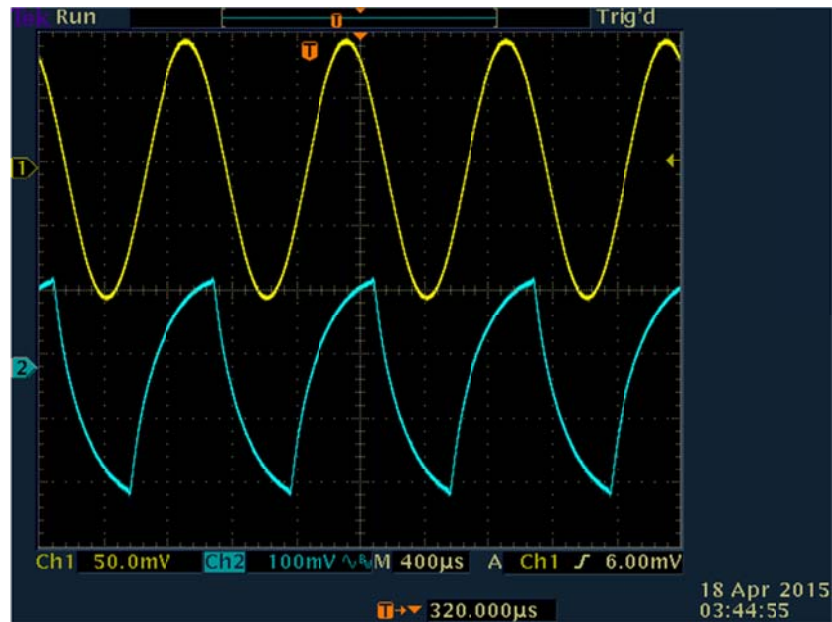 Tek Run Trig'd
T
T
1
2
Ch1 50.0mV Ch2 100mV M 400µs A Ch1 6.00mV
T 320.000µs
18 Apr 2015
03:44:55